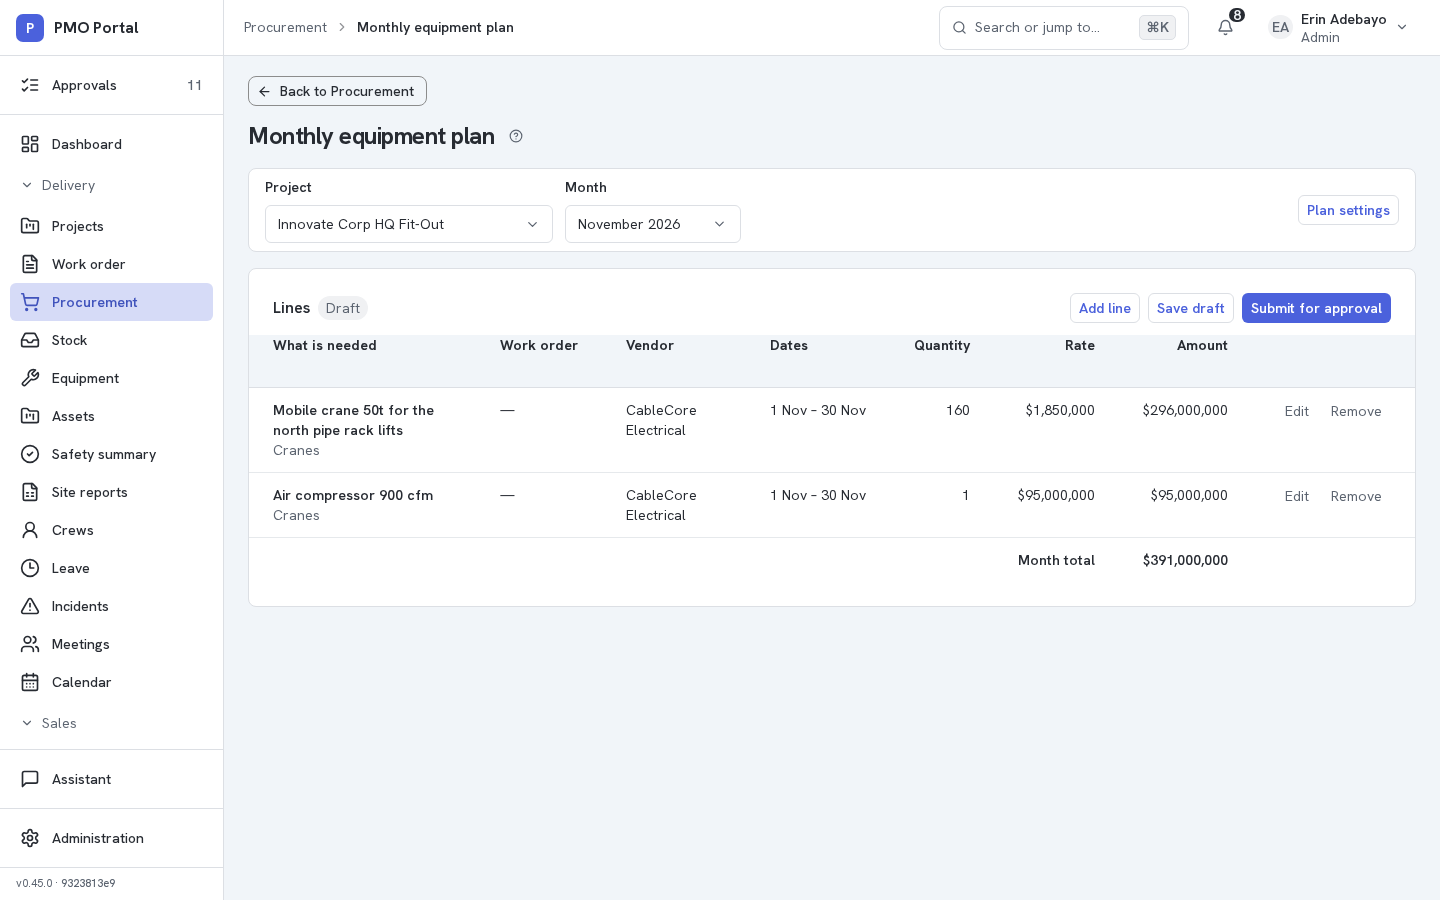 P PMO Portal
Procurement > Monthly equipment plan
Search or jump to... ⌘K
8
EA Erin Adebayo
Admin
Approvals 11
Dashboard
Delivery
Projects
Work order
Procurement
Stock
Equipment
Assets
Safety summary
Site reports
Crews
Leave
Incidents
Meetings
Calendar
Sales
Assistant
Administration
v0.45.0 · 9323813e9
Back to Procurement
Monthly equipment plan
Project Month
Innovate Corp HQ Fit-Out November 2026
Plan settings
Lines Draft Add line Save draft Submit for approval
What is needed Work order Vendor Dates Quantity Rate Amount
Mobile crane 50t for the — CableCore 1 Nov – 30 Nov 160 $1,850,000 $296,000,000 Edit Remove
north pipe rack lifts Electrical
Cranes
Air compressor 900 cfm — CableCore 1 Nov – 30 Nov 1 $95,000,000 $95,000,000 Edit Remove
Cranes Electrical
Month total $391,000,000